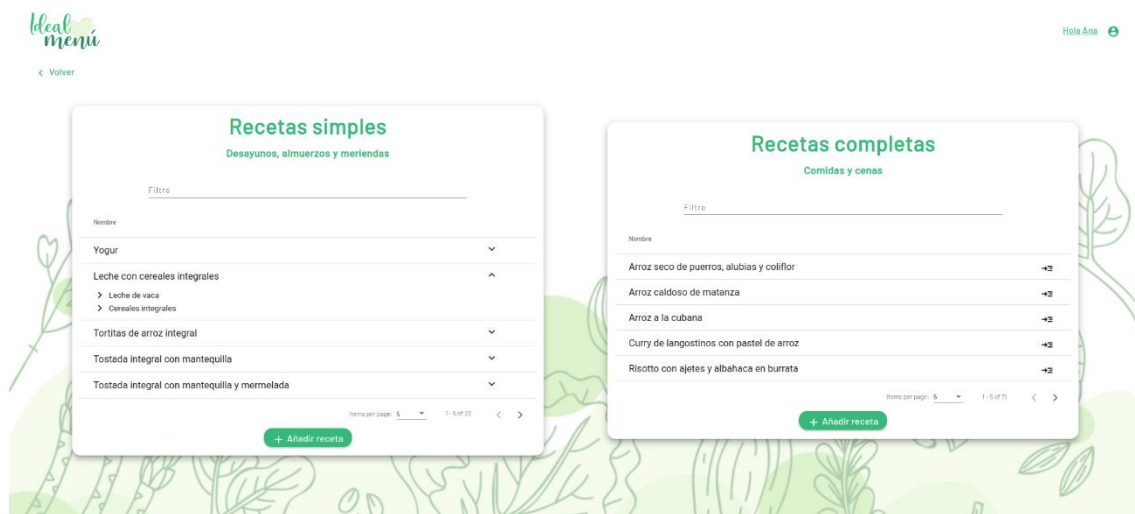 Ideal
menú
Hola Ana
Volver
Recetas simples
Desayunos, almuerzos y meriendas
Filtro
Nombre
Yogur
Leche con cereales integrales
Leche de vaca
Cereales integrales
Tortitas de arroz integral
Tostada integral con mantequilla
Tostada integral con mantequilla y mermelada
Items per page: 5 1 - 5 of 22
+ Añadir receta
Recetas completas
Comidas y cenas
Filtro
Nombre
Arroz seco de puerros, alubias y coliflor
Arroz caldoso de matanza
Arroz a la cubana
Curry de langostinos con pastel de arroz
Risotto con ajetes y albahaca en burrata
Items per page: 5 1 - 5 of 71
+ Añadir receta